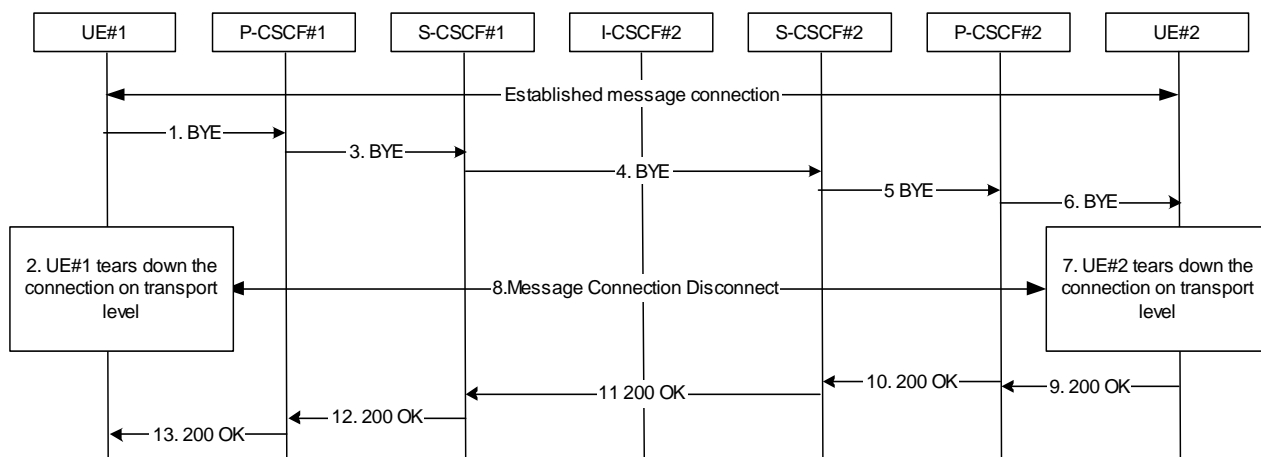 UE#1
P-CSCF#1
S-CSCF#1
I-CSCF#2
S-CSCF#2
P-CSCF#2
UE#2
Established message connection
1. BYE
3. BYE
4. BYE
5 BYE
6. BYE
2. UE#1 tears down the
connection on transport
level
8.Message Connection Disconnect
7. UE#2 tears down the
connection on transport
level
9. 200 OK
10. 200 OK
11 200 OK
12. 200 OK
13. 200 OK